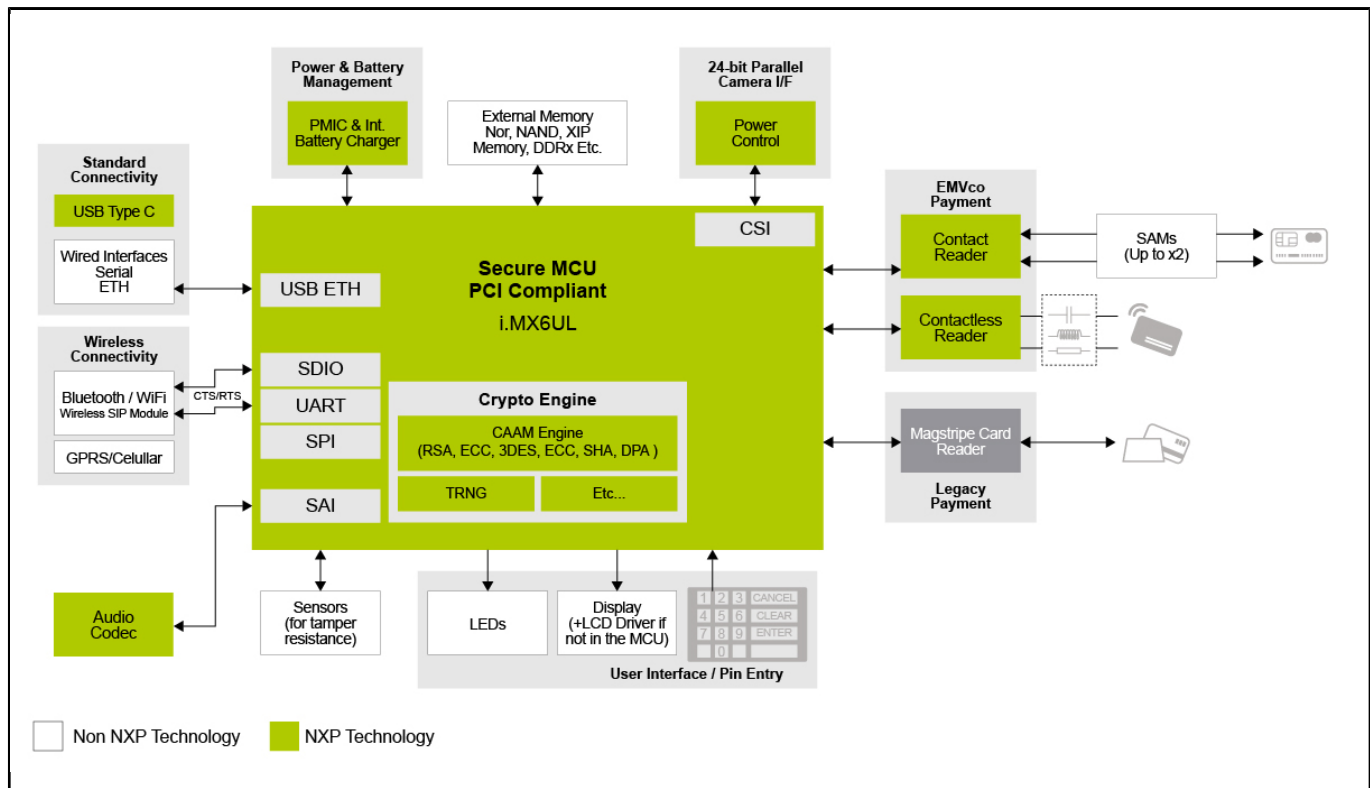 Power & Battery
Management
PMIC & Int.
Battery Charger
External Memory
Nor, NAND, XIP
Memory, DDRx Etc.
24-bit Parallel
Camera I/F
Power
Control
Standard
Connectivity
USB Type C
Wired Interfaces
Serial
ETH
Wireless
Connectivity
Bluetooth / WiFi
Wireless SIP Module
GPRS/Celullar
CTS/RTS
Audio
Codec
USB ETH
SDIO
UART
SPI
SAI
CSI
Secure MCU
PCI Compliant
i.MX6UL
Crypto Engine
CAAM Engine
(RSA, ECC, 3DES, ECC, SHA, DPA )
TRNG
Etc...
EMVco
Payment
Contact
Reader
Contactless
Reader
SAMs
(Up to x2)
Magstripe Card
Reader
Legacy
Payment
Sensors
(for tamper
resistance)
LEDs
Display
(+LCD Driver if
not in the MCU)
1 2 3 CANCEL
4 5 6 CLEAR
7 8 9 ENTER
0
User Interface / Pin Entry
Non NXP Technology
NXP Technology